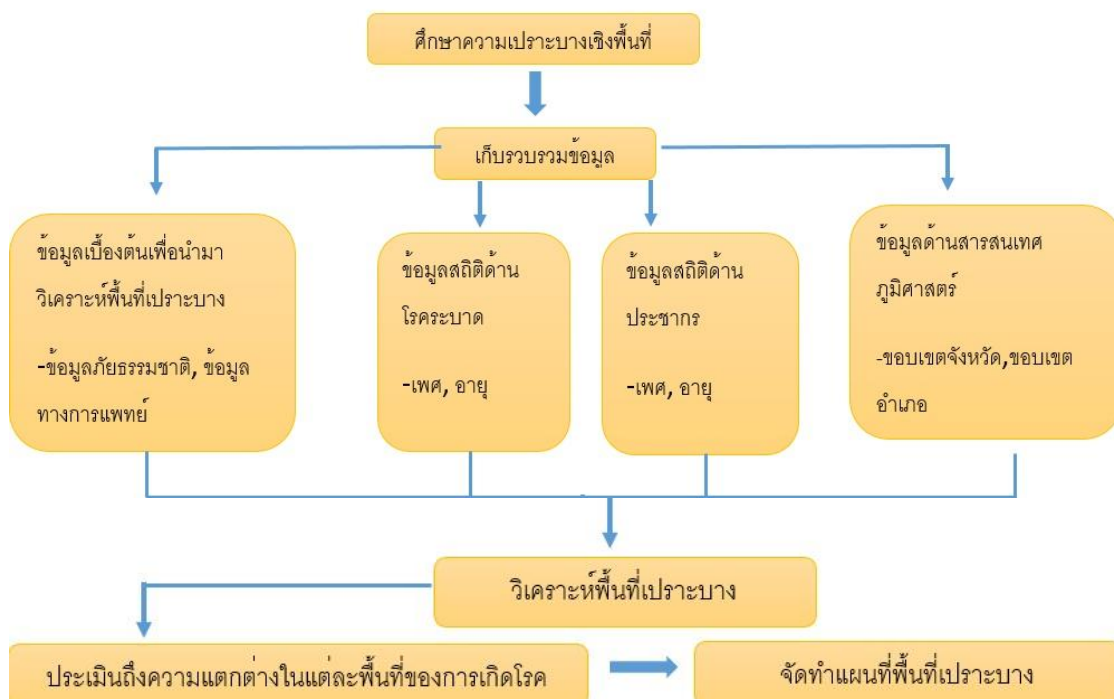 ศึกษาความเปราะบางเชิงพื้นที่
เก็บรวบรวมข้อมูล
ข้อมูลเบื้องต้นเพื่อนำมา
วิเคราะห์พื้นที่เปราะบาง
-ข้อมูลภัยธรรมชาติ, ข้อมูล
ทางการแพทย์
ข้อมูลสถิติด้าน
โรคระบาด
-เพศ, อายุ
ข้อมูลสถิติด้าน
ประชากร
-เพศ, อายุ
ข้อมูลด้านสารสนเทศ
ภูมิศาสตร์
-ขอบเขตจังหวัด,ขอบเขต
อำเภอ
วิเคราะห์พื้นที่เปราะบาง
ประเมินถึงความแตกต่างในแต่ละพื้นที่ของการเกิดโรค
จัดทำแผนที่พื้นที่เปราะบาง